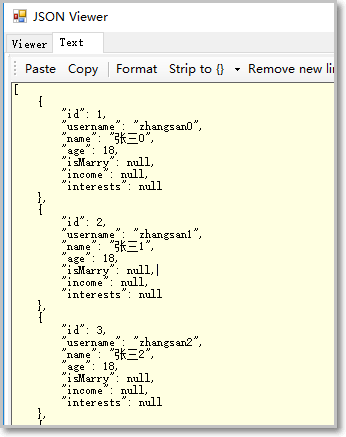 JSON Viewer
Viewer Text
Paste Copy Format Strip to {} Remove new lin
[
    {
        "id": 1,
        "username": "zhangsan0",
        "name": "张三0",
        "age": 18,
        "isMarry": null,
        "income": null,
        "interests": null
    },
    {
        "id": 2,
        "username": "zhangsan1",
        "name": "张三1",
        "age": 18,
        "isMarry": null,
        "income": null,
        "interests": null
    },
    {
        "id": 3,
        "username": "zhangsan2",
        "name": "张三2",
        "age": 18,
        "isMarry": null,
        "income": null,
        "interests": null
    },
    {